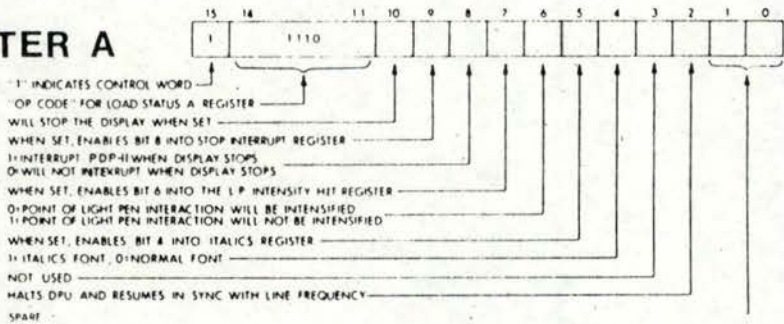 15 14 11 10 9 8 7 6 5 4 3 2 1 0
TER A
1 1110
"1" INDICATES CONTROL WORD
"OP CODE" FOR LOAD STATUS A REGISTER
WILL STOP THE DISPLAY WHEN SET
WHEN SET, ENABLES BIT 8 INTO STOP INTERRUPT REGISTER
1=INTERRUPT PDP-11 WHEN DISPLAY STOPS
0=WILL NOT INTEXRUPT WHEN DISPLAY STOPS
WHEN SET, ENABLES BIT 6 INTO THE L P INTENSITY HIT REGISTER
0=POINT OF LIGHT PEN INTERACTION WILL BE INTENSIFIED
1=POINT OF LIGHT PEN INTERACTION WILL NOT BE INTENSIFIED
WHEN SET, ENABLES BIT 4 INTO ITALICS REGISTER
1=ITALICS FONT, 0=NORMAL FONT
NOT USED
HALTS DPU AND RESUMES IN SYNC WITH LINE FREQUENCY
SPARE